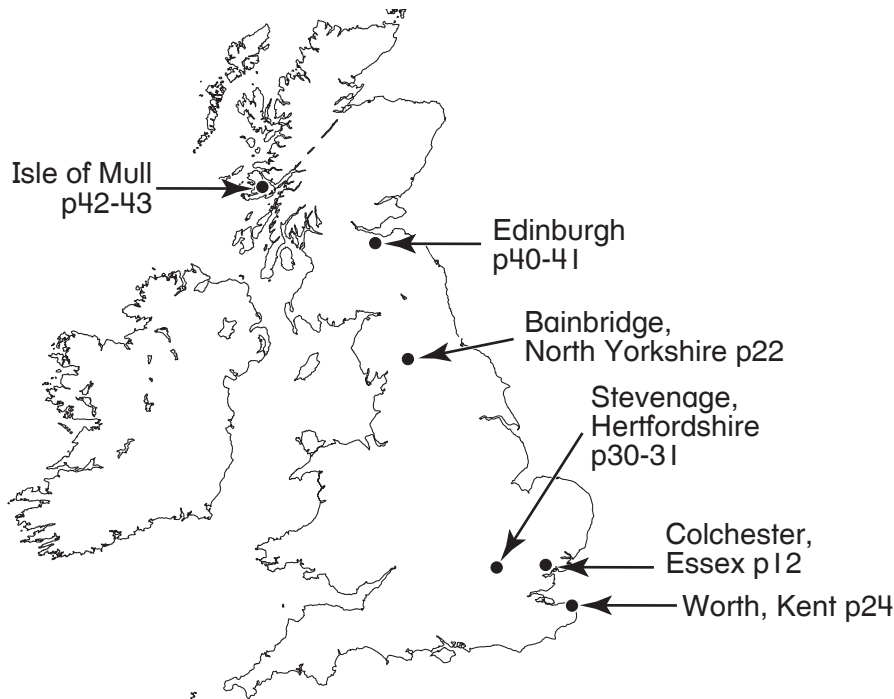 Isle of Mull
p42-43
Edinburgh
p40-41
Bainbridge,
North Yorkshire p22
Stevenage,
Hertfordshire
p30-31
Colchester,
Essex p12
Worth, Kent p24